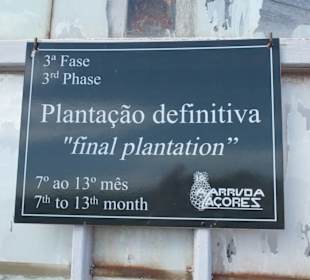 3ª Fase
3rd Phase
Plantação definitiva
"final plantation”
7º ao 13º mês
7th to 13th month
ARRUDA
AÇORES